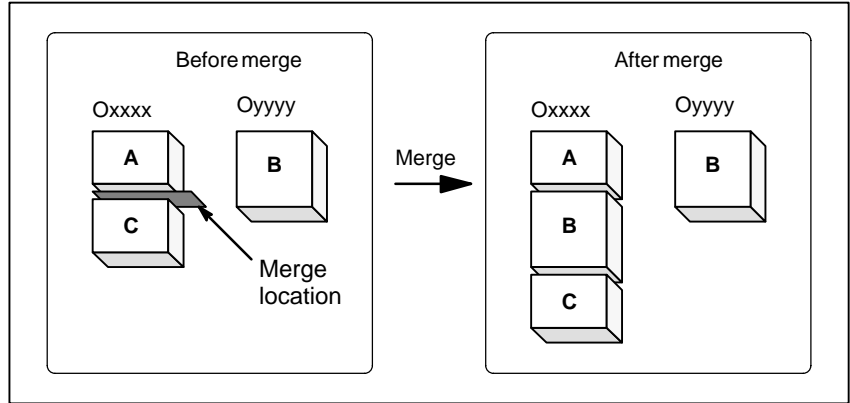 Before merge
Oxxxx
Oyyyy
A
B
C
Merge
location
Merge
After merge
Oxxxx
Oyyyy
A
B
B
C